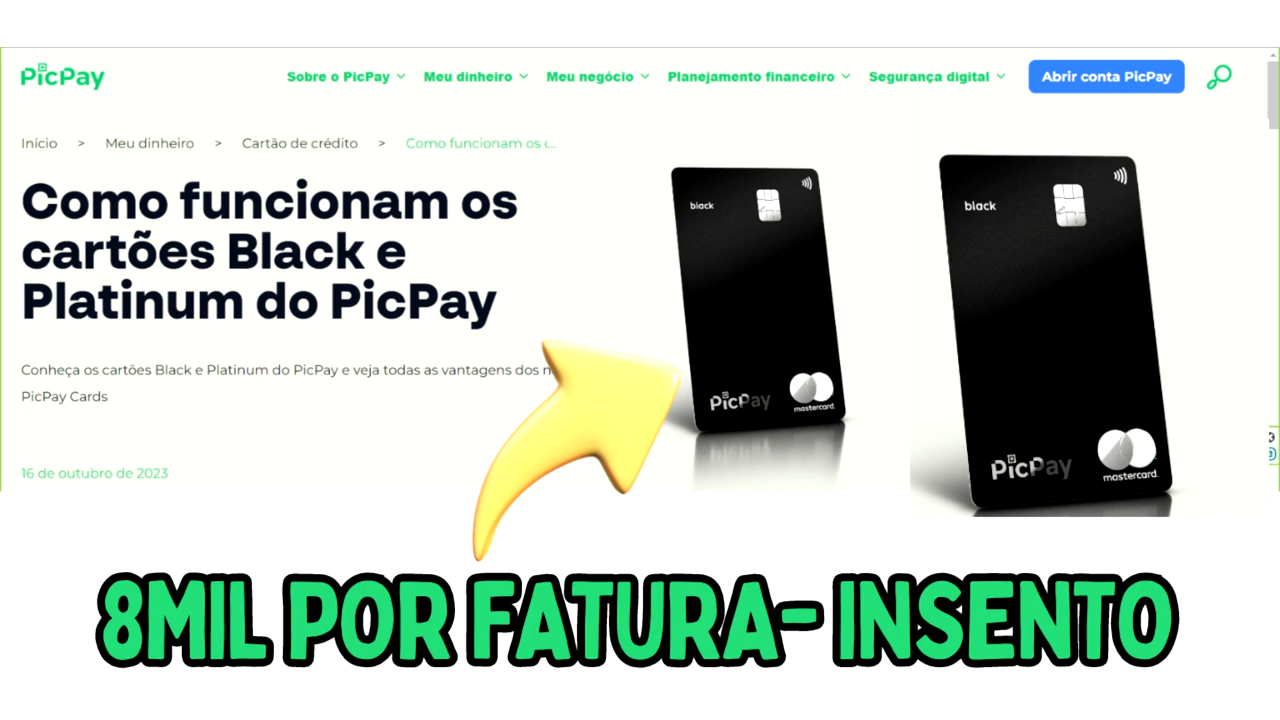 PicPay
Sobre o PicPay Meu dinheiro Meu negócio Planejamento financeiro Segurança digital Abrir conta PicPay
Início > Meu dinheiro > Cartão de crédito > Como funcionam os c...
Como funcionam os
cartões Black e
Platinum do PicPay
Conheça os cartões Black e Platinum do PicPay e veja todas as vantagens dos
PicPay Cards
16 de outubro de 2023
black
PicPay
mastercard.
black
PicPay
mastercard.
8MIL POR FATURA- INSENTO